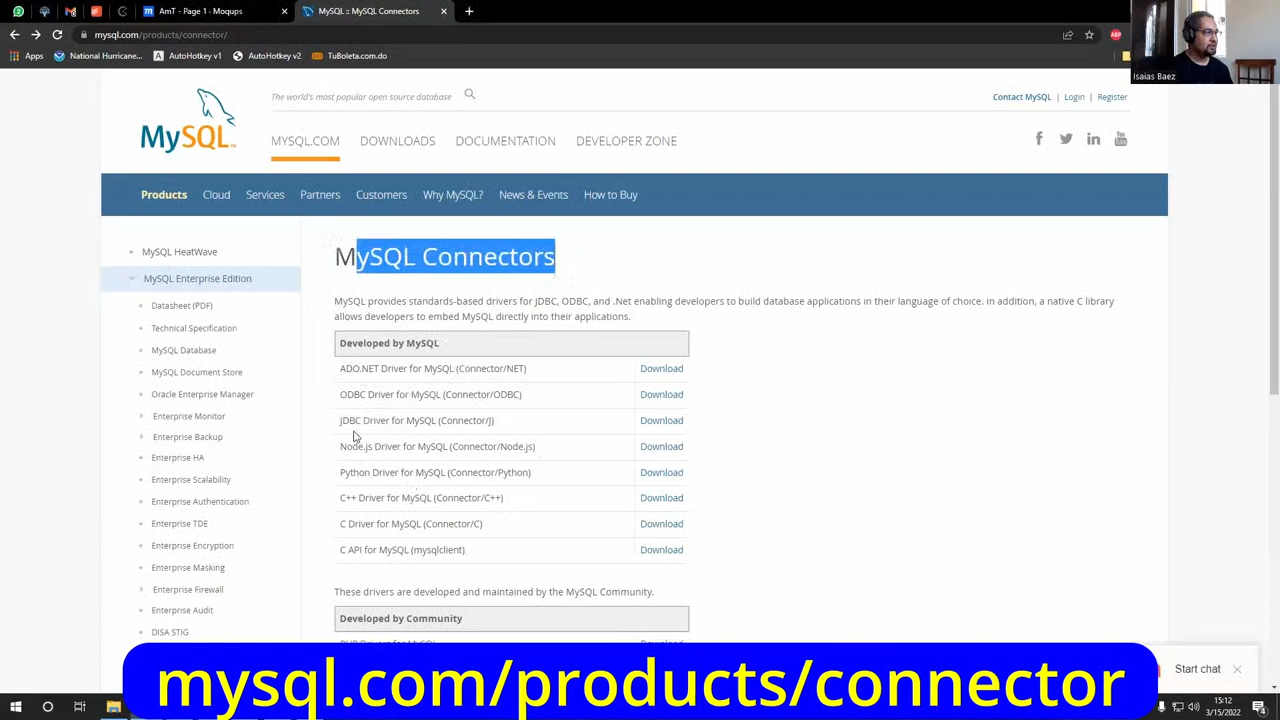 AmT - Page 1 - Moqups
MySQL :: MySQL Connectors
mysql.com/products/connector/
ABP
Apps
National Hurricane...
AutoHotkey v1
AutoHotkey v2
TuBoleta.com.do
Isaias Baez
MySQL
The world's most popular open source database
Contact MySQL | Login | Register
MYSQL.COM
DOWNLOADS
DOCUMENTATION
DEVELOPER ZONE
Products
Cloud
Services
Partners
Customers
Why MySQL?
News & Events
How to Buy
MySQL HeatWave
MySQL Enterprise Edition
Datasheet (PDF)
Technical Specification
MySQL Database
MySQL Document Store
Oracle Enterprise Manager
Enterprise Monitor
Enterprise Backup
Enterprise HA
Enterprise Scalability
Enterprise Authentication
Enterprise TDE
Enterprise Encryption
Enterprise Masking
Enterprise Firewall
Enterprise Audit
DISA STIG
MySQL Connectors
MySQL provides standards-based drivers for JDBC, ODBC, and .Net enabling developers to build database applications in their language of choice. In addition, a native C library
allows developers to embed MySQL directly into their applications.
Developed by MySQL
ADO.NET Driver for MySQL (Connector/NET) Download
ODBC Driver for MySQL (Connector/ODBC) Download
JDBC Driver for MySQL (Connector/J) Download
Node.js Driver for MySQL (Connector/Node.js) Download
Python Driver for MySQL (Connector/Python) Download
C++ Driver for MySQL (Connector/C++) Download
C Driver for MySQL (Connector/C) Download
C API for MySQL (mysqlclient) Download
These drivers are developed and maintained by the MySQL Community.
Developed by Community
Start chat
mysql.com/products/connector
15:12
3/15/2022